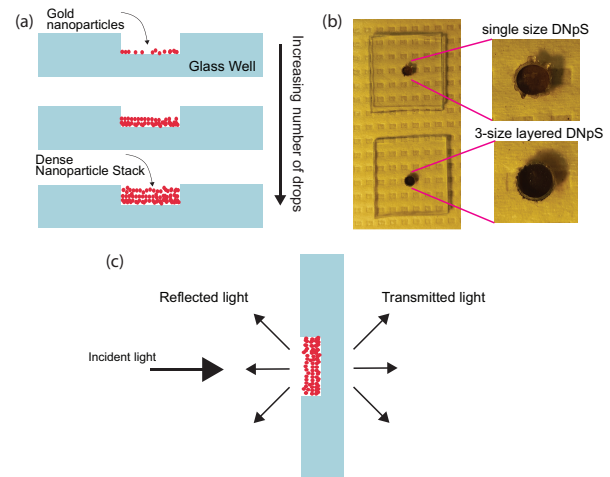 (a)
Gold
nanoparticles
Glass Well
Dense
Nanoparticle Stack
Increasing number of drops
(b)
single size DNpS
3-size layered DNpS
(c)
Reflected light
Transmitted light
Incident light